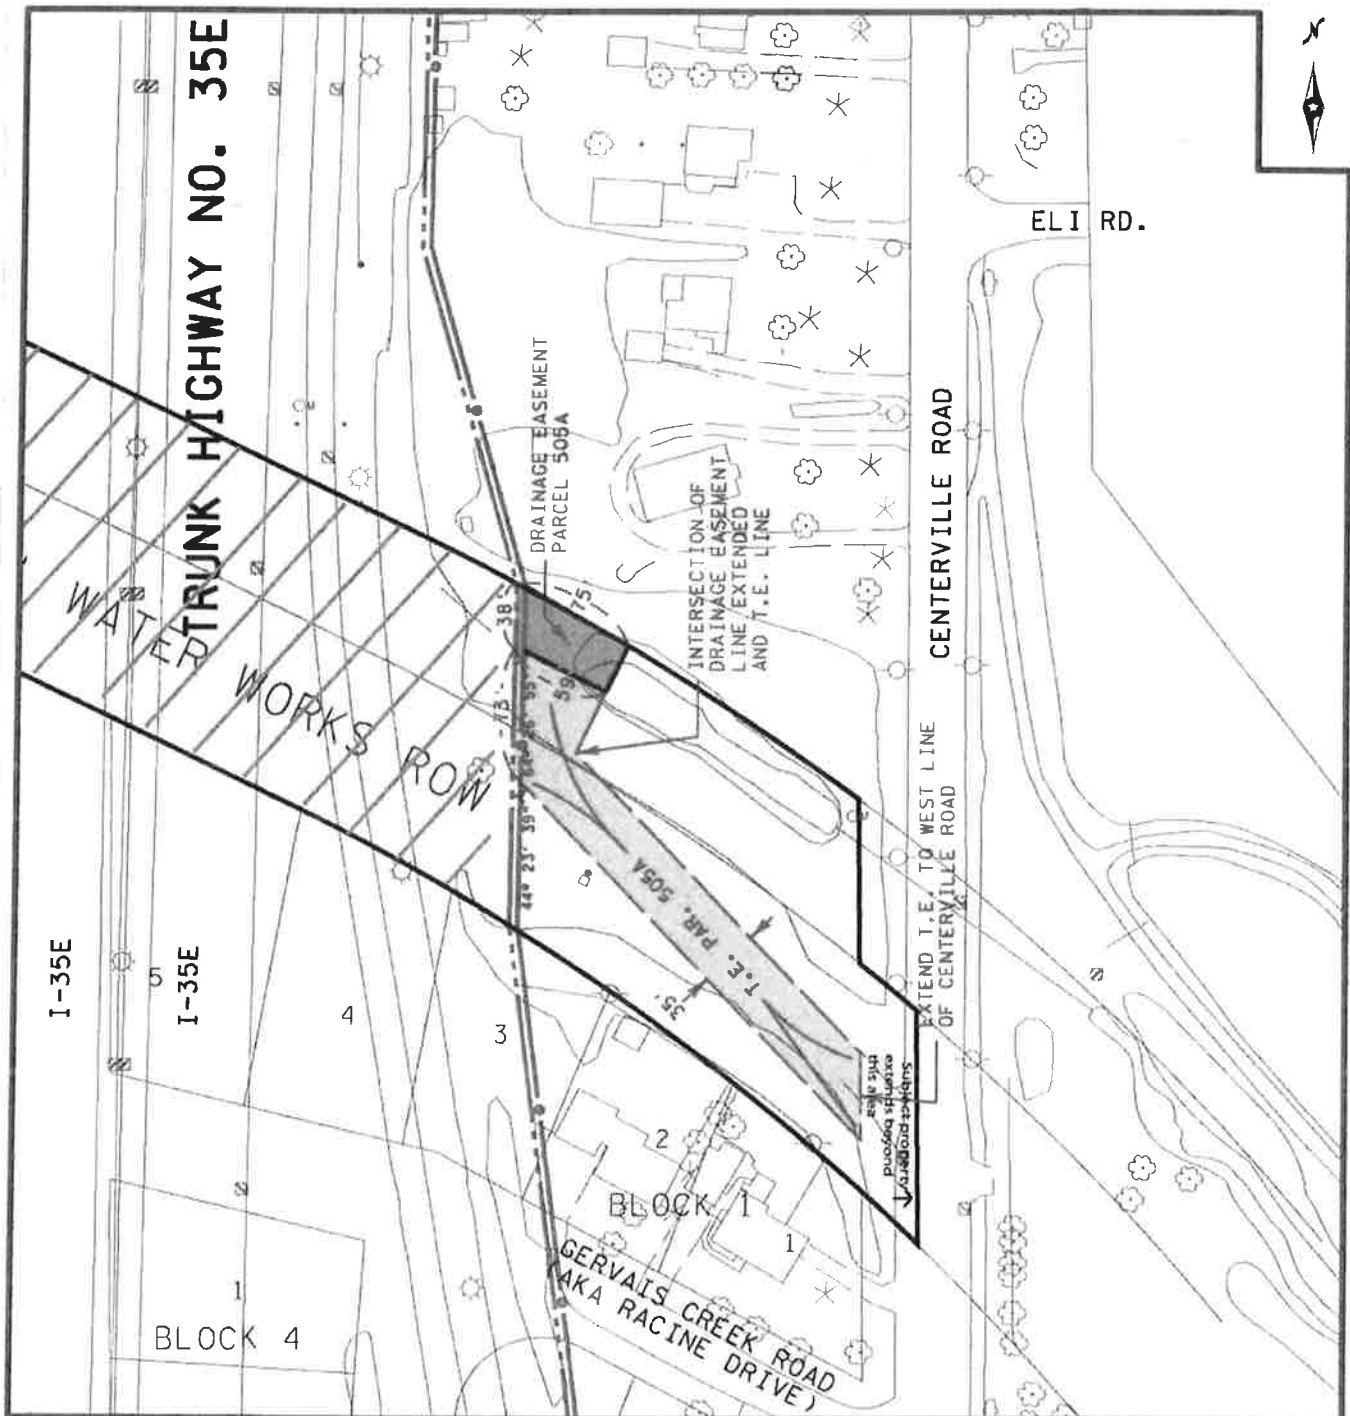 N
TRUNK HIGHWAY NO. 35E
ELI RD.
DRAINAGE EASEMENT
PARCEL 505A
CENTERVILLE ROAD
INTERSECTION OF
DRAINAGE EASEMENT
LINE EXTENDED
AND T.E. LINE
WATER WORKS ROW
38'
75'
73'
55'
59'
44° 23' 39"
T.E. PAR. 505A
35'
EXTEND T.E. TO WEST LINE
OF CENTERVILLE ROAD
Subject property
extends beyond
this area
I-35E
5
I-35E
4
3
2
BLOCK 1
1
GERVAIS CREEK ROAD
(AKA RACINE DRIVE)
1
BLOCK 4